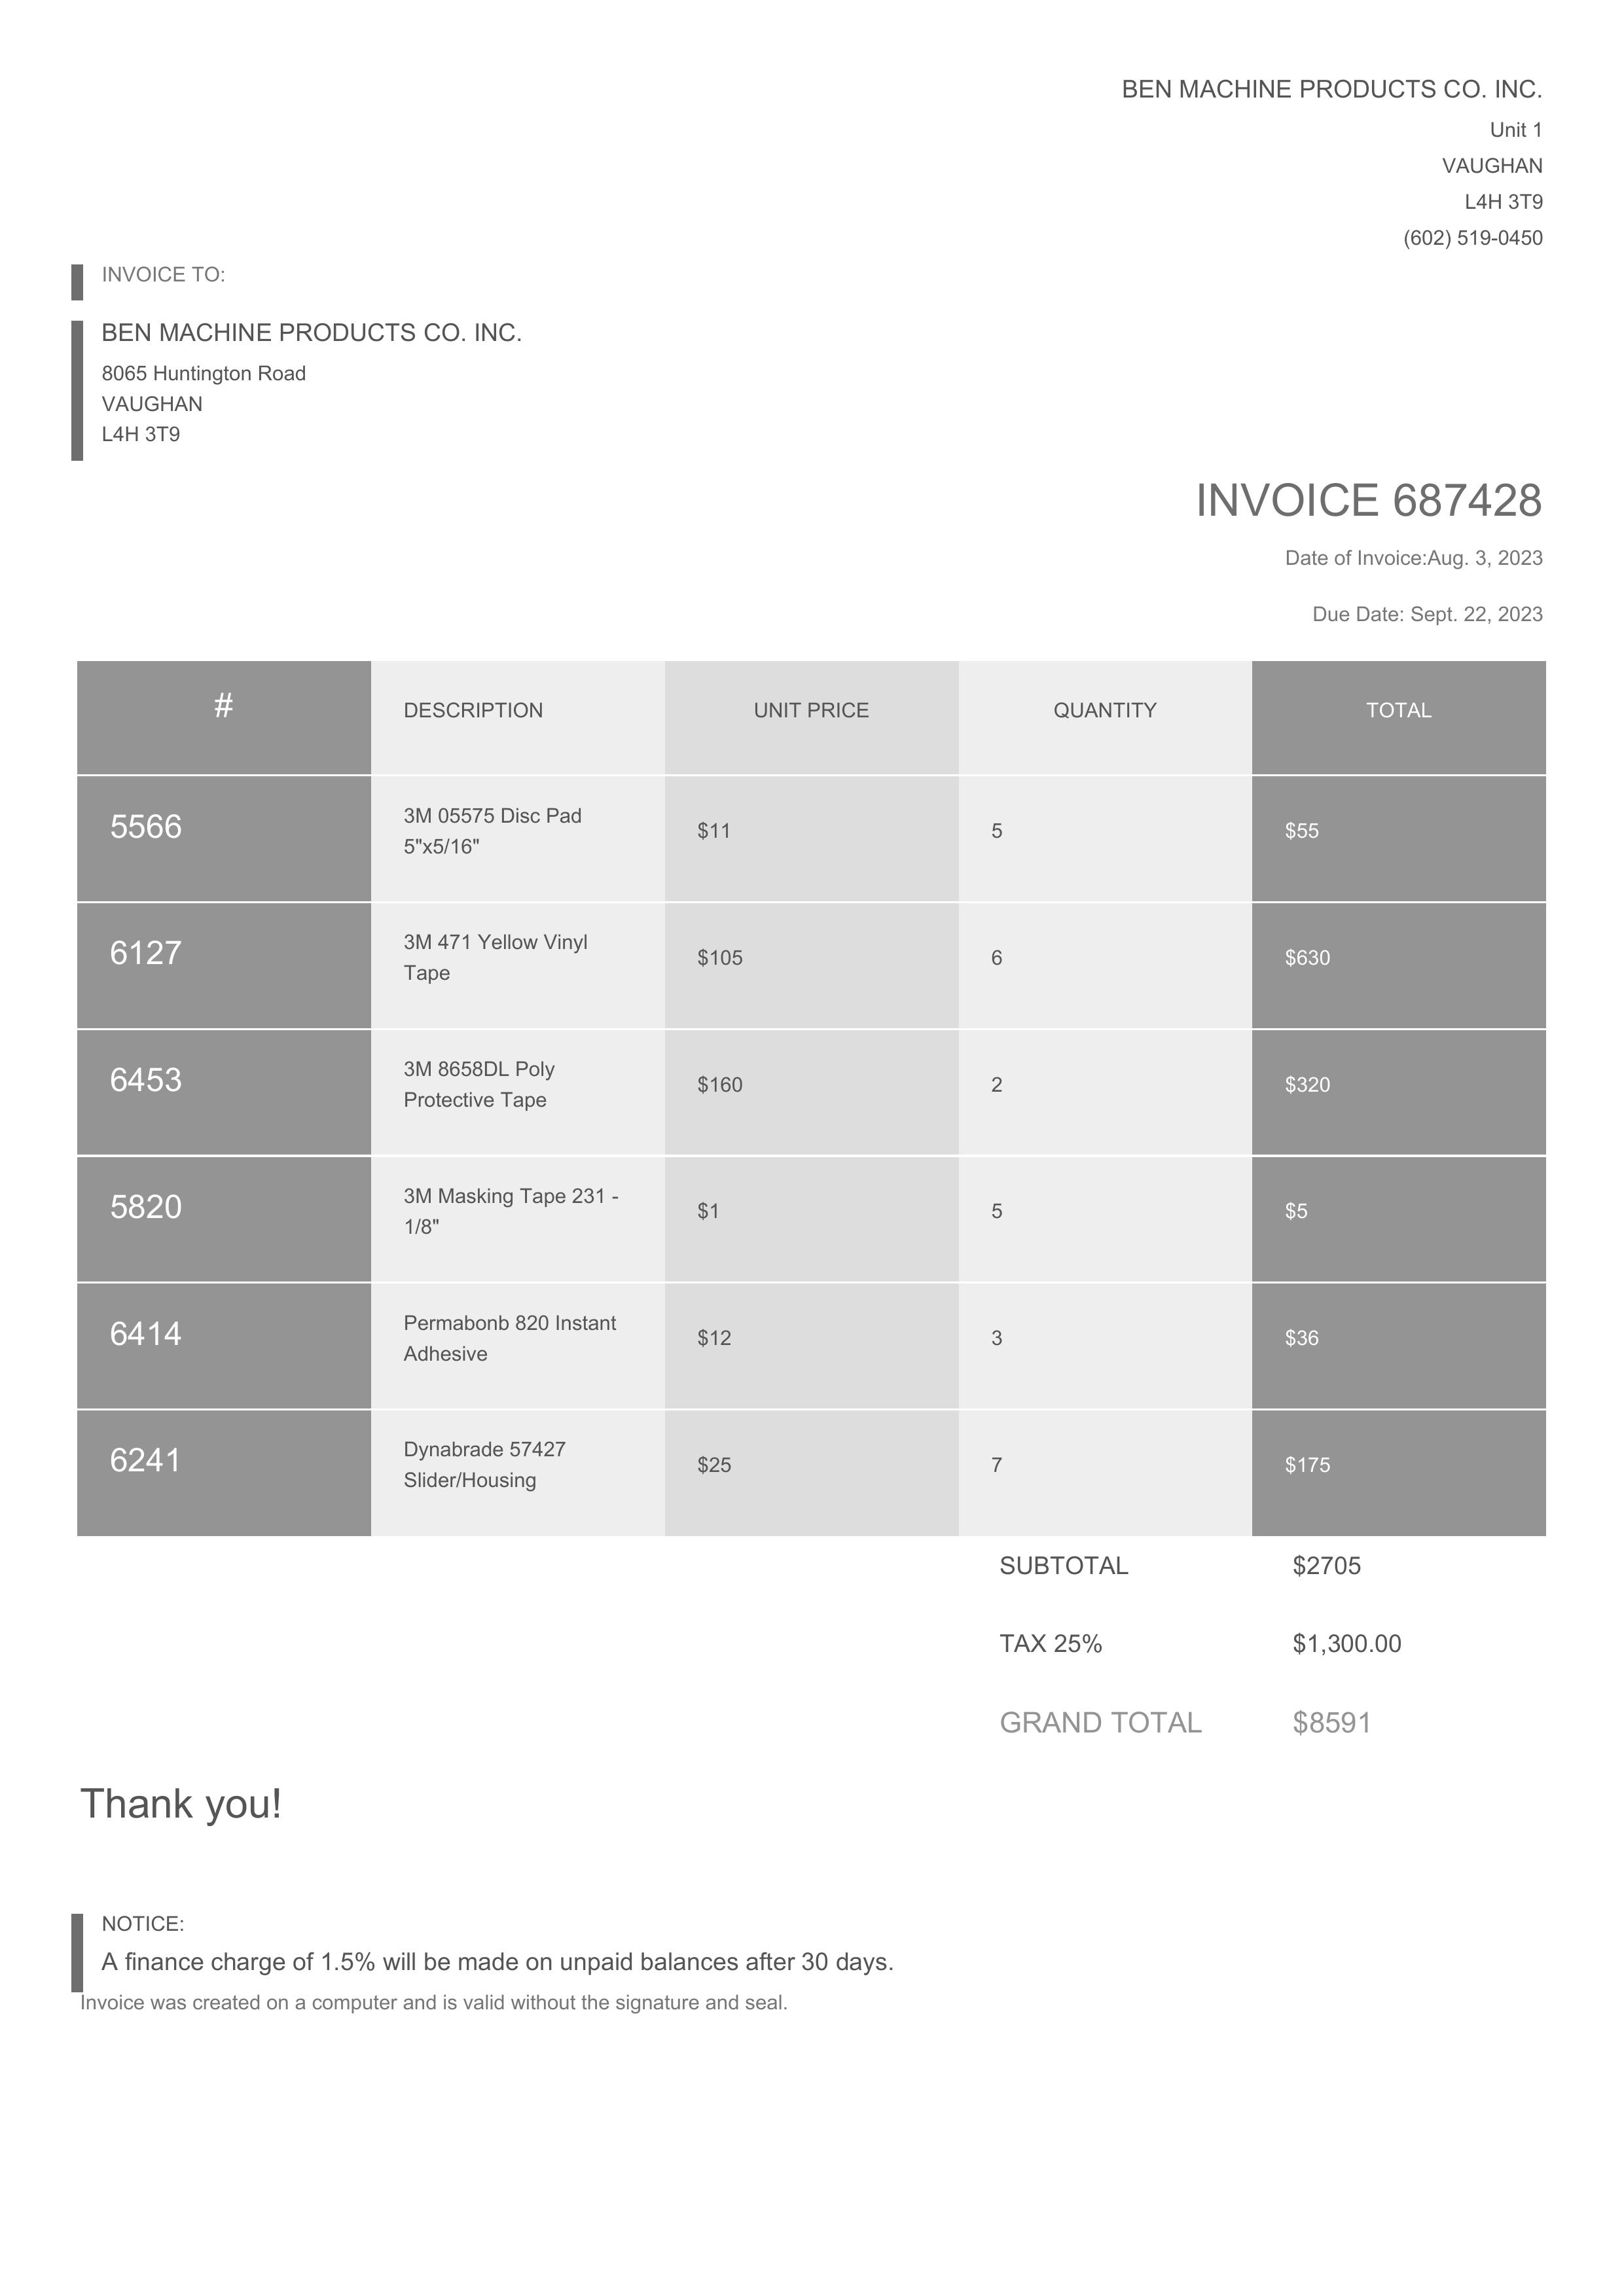 BEN MACHINE PRODUCTS CO. INC.
Unit 1
VAUGHAN
L4H 3T9
(602) 519-0450
INVOICE TO:
BEN MACHINE PRODUCTS CO. INC.
8065 Huntington Road
VAUGHAN
L4H 3T9
INVOICE 687428
Date of Invoice:Aug. 3, 2023
Due Date: Sept. 22, 2023
# DESCRIPTION UNIT PRICE QUANTITY TOTAL
5566 3M 05575 Disc Pad $11 5 $55
5"x5/16"
6127 3M 471 Yellow Vinyl $105 6 $630
Tape
6453 3M 8658DL Poly $160 2 $320
Protective Tape
5820 3M Masking Tape 231 - $1 5 $5
1/8"
6414 Permabonb 820 Instant $12 3 $36
Adhesive
6241 Dynabrade 57427 $25 7 $175
Slider/Housing
SUBTOTAL $2705
TAX 25% $1,300.00
GRAND TOTAL $8591
Thank you!
NOTICE:
A finance charge of 1.5% will be made on unpaid balances after 30 days.
Invoice was created on a computer and is valid without the signature and seal.